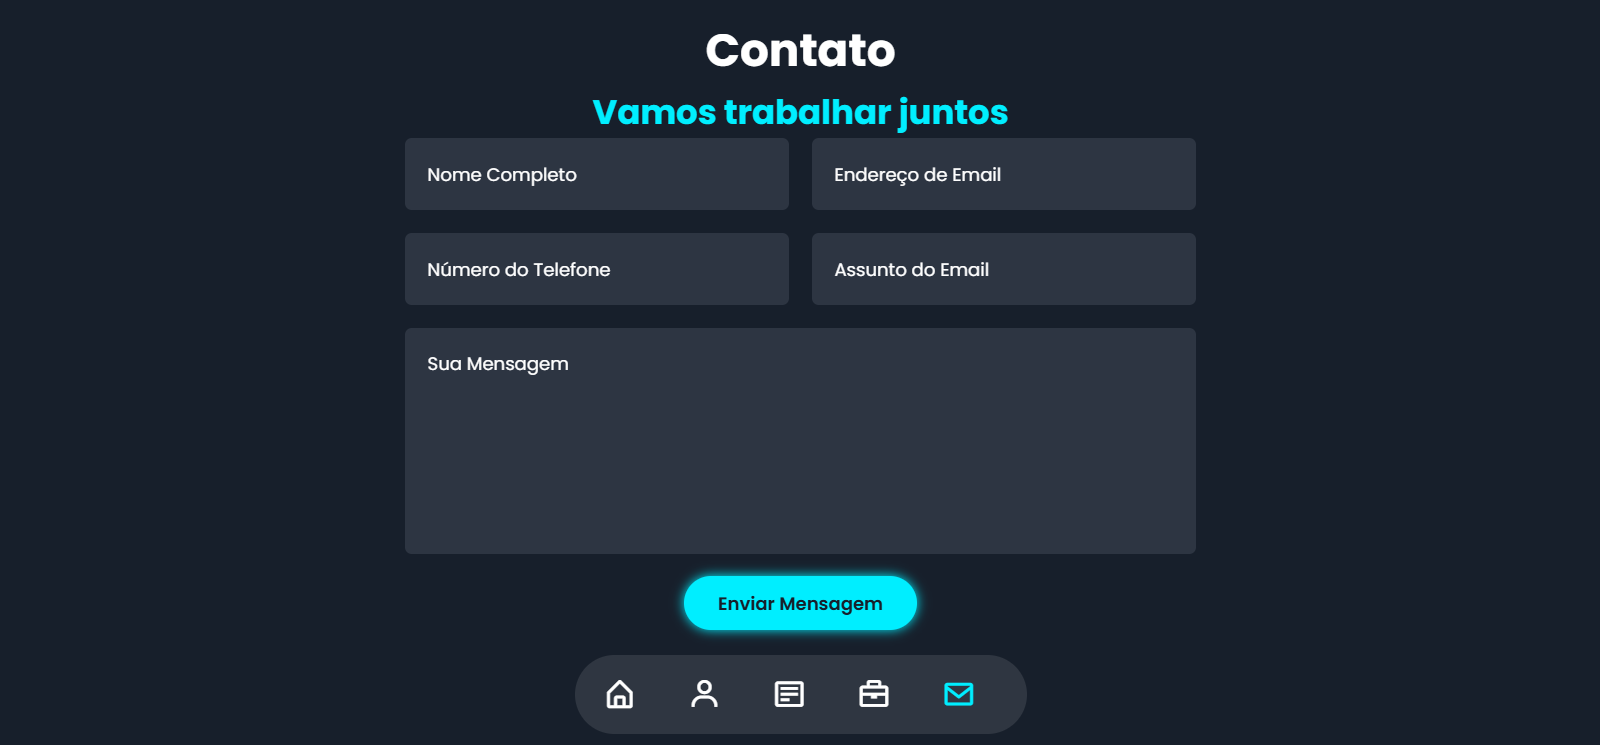 Contato
Vamos trabalhar juntos
Nome Completo
Endereço de Email
Número do Telefone
Assunto do Email
Sua Mensagem
Enviar Mensagem